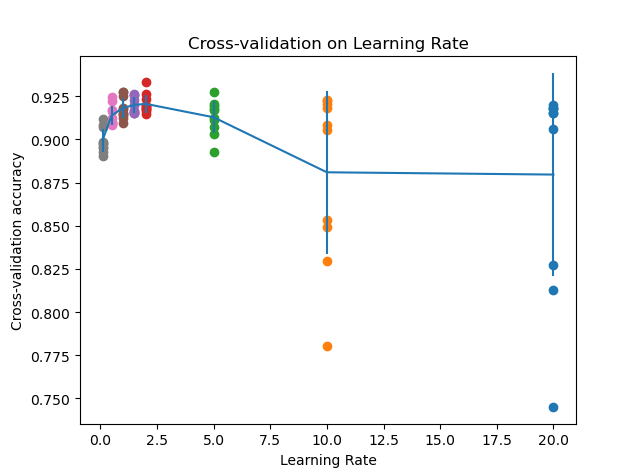 Cross-validation on Learning Rate
Cross-validation accuracy
0.925
0.900
0.875
0.850
0.825
0.800
0.775
0.750
0.0 2.5 5.0 7.5 10.0 12.5 15.0 17.5 20.0
Learning Rate